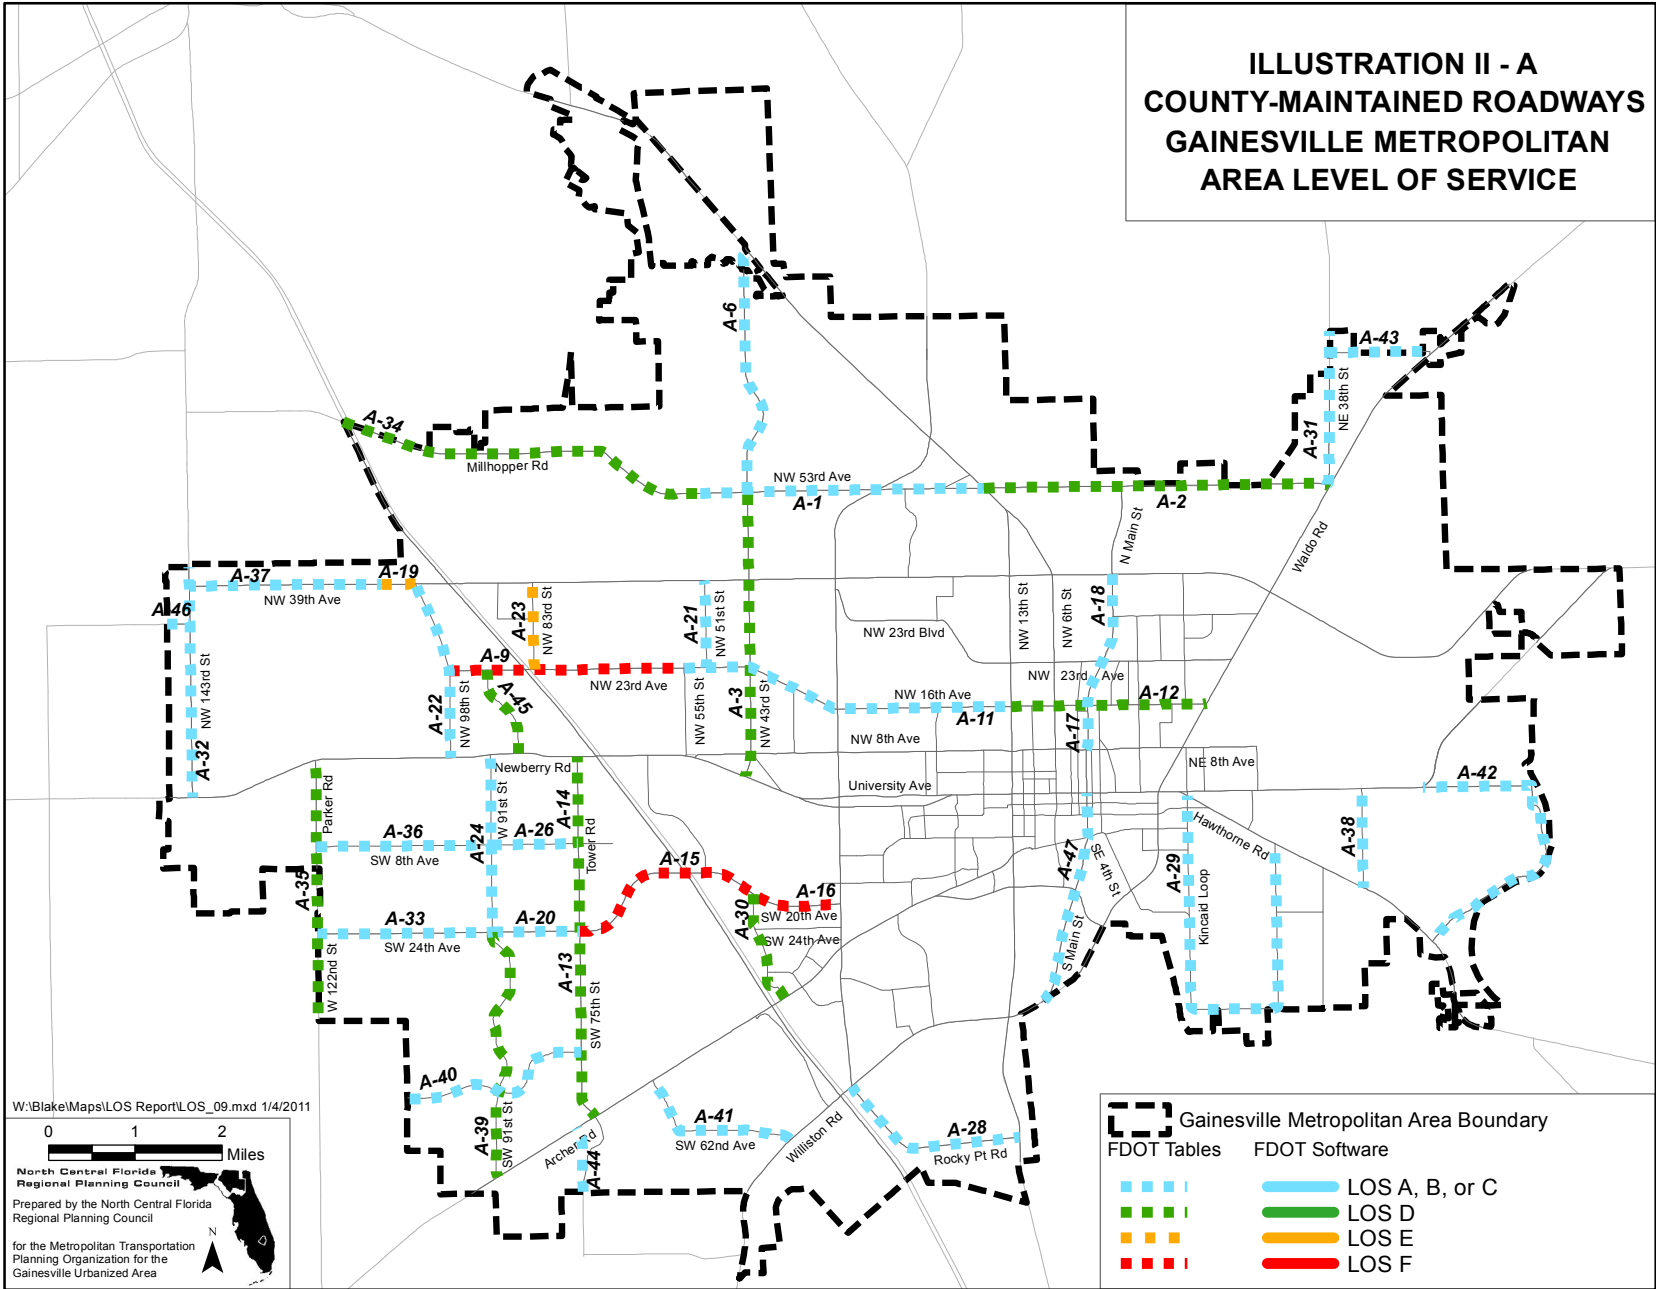 ILLUSTRATION II - A
COUNTY-MAINTAINED ROADWAYS
GAINESVILLE METROPOLITAN
AREA LEVEL OF SERVICE
A-6
A-43
NE 38th St
A-31
A-34
Millhopper Rd
NW 53rd Ave
A-1
A-2
N Main St
Waldo Rd
A-37
A-19
NW 39th Ave
A-46
A-23
NW 83rd St
A-21
NW 51st St
NW 13th St
NW 6th St
A-18
NW 23rd Blvd
NW 143rd St
A-32
A-9
NW 23rd Ave
A-45
A-22
NW 98th St
NW 55th St
A-3
NW 43rd St
NW 23rd Ave
NW 16th Ave
A-11
A-12
A-17
NW 8th Ave
NE 8th Ave
Newberry Rd
University Ave
A-42
Parker Rd
W 91st St
A-14
A-36
SW 8th Ave
A-24
A-26
Tower Rd
A-15
A-16
SW 20th Ave
A-30
SW 24th Ave
A-47
SE 4th St
A-29
Hawthorne Rd
A-38
Kincaid Loop
A-35
A-33
SW 24th Ave
A-20
W 122nd St
A-13
SW 75th St
S Main St
A-40
A-39
SW 91st St
Archer Rd
A-44
A-41
SW 62nd Ave
Williston Rd
A-28
Rocky Pt Rd
W:\Blake\Maps\LOS Report\LOS_09.mxd 1/4/2011
0 1 2
Miles
North Central Florida
Regional Planning Council
Prepared by the North Central Florida
Regional Planning Council
for the Metropolitan Transportation
Planning Organization for the
Gainesville Urbanized Area
N
Gainesville Metropolitan Area Boundary
FDOT Tables FDOT Software
LOS A, B, or C
LOS D
LOS E
LOS F